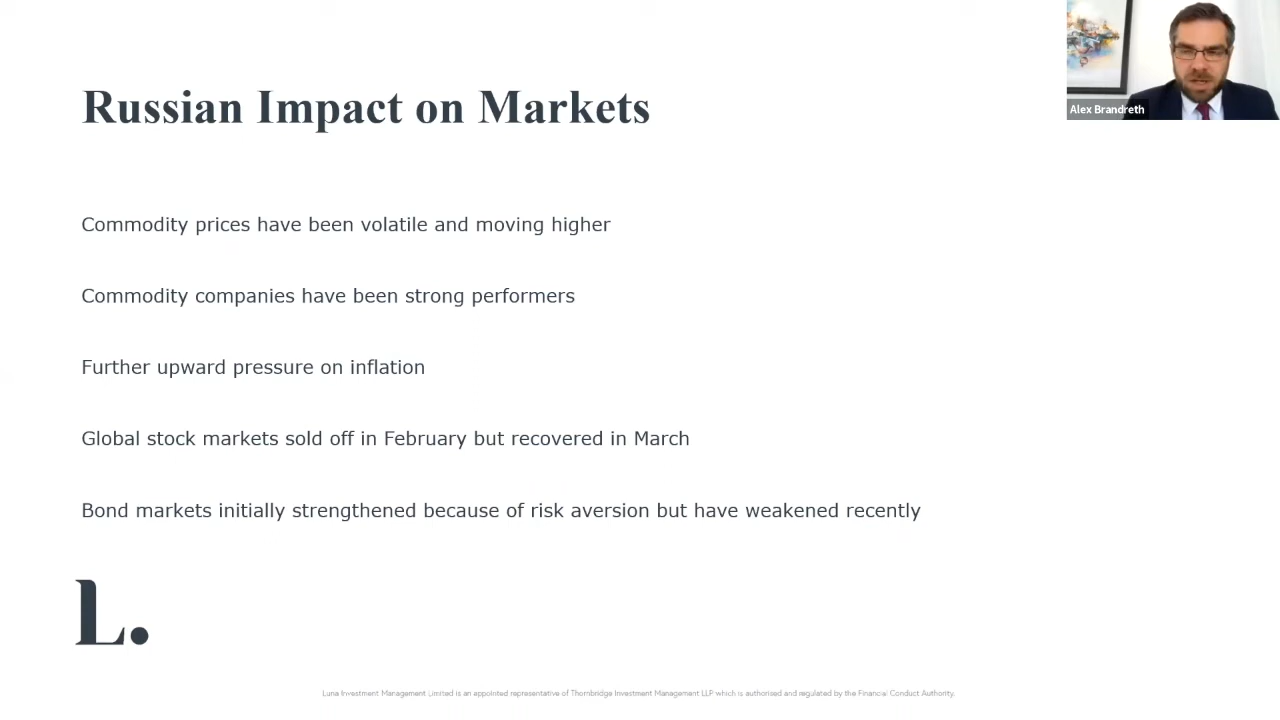 Russian Impact on Markets
Alex Brandreth
Commodity prices have been volatile and moving higher
Commodity companies have been strong performers
Further upward pressure on inflation
Global stock markets sold off in February but recovered in March
Bond markets initially strengthened because of risk aversion but have weakened recently
L.
Luna Investment Management Limited is an appointed representative of Thornbridge Investment Management LLP which is authorised and regulated by the Financial Conduct Authority.